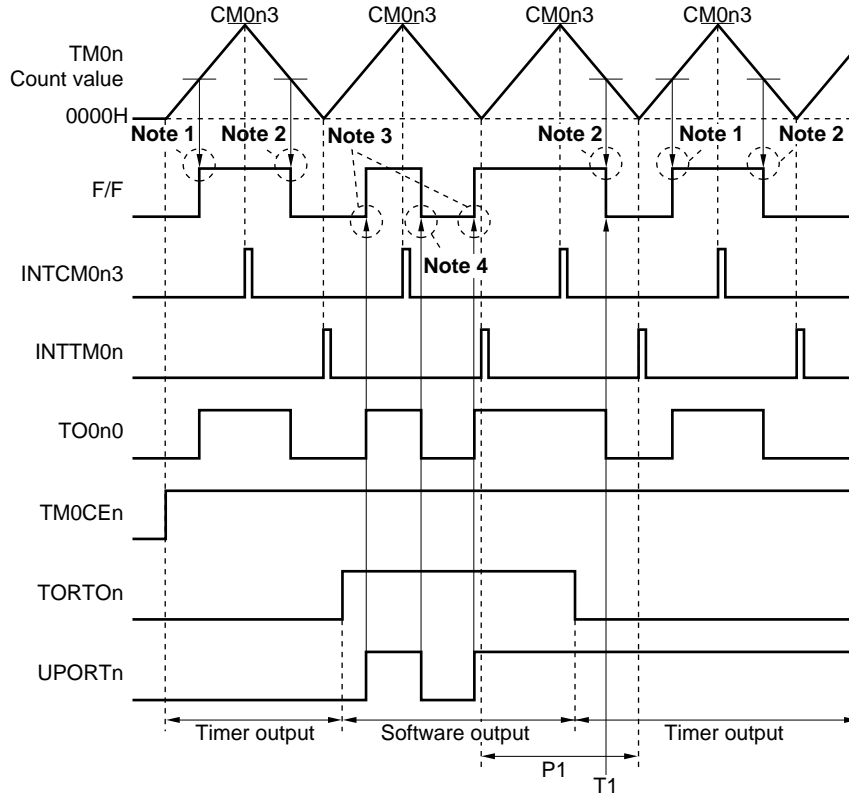 CM0n3 CM0n3 CM0n3 CM0n3
TM0n
Count value
0000H
Note 1 Note 2 Note 3 Note 2 Note 1 Note 2
F/F
Note 4
INTCM0n3
INTTM0n
TO0n0
TM0CEn
TORTOn
UPORTn
Timer output Software output Timer output
P1
T1